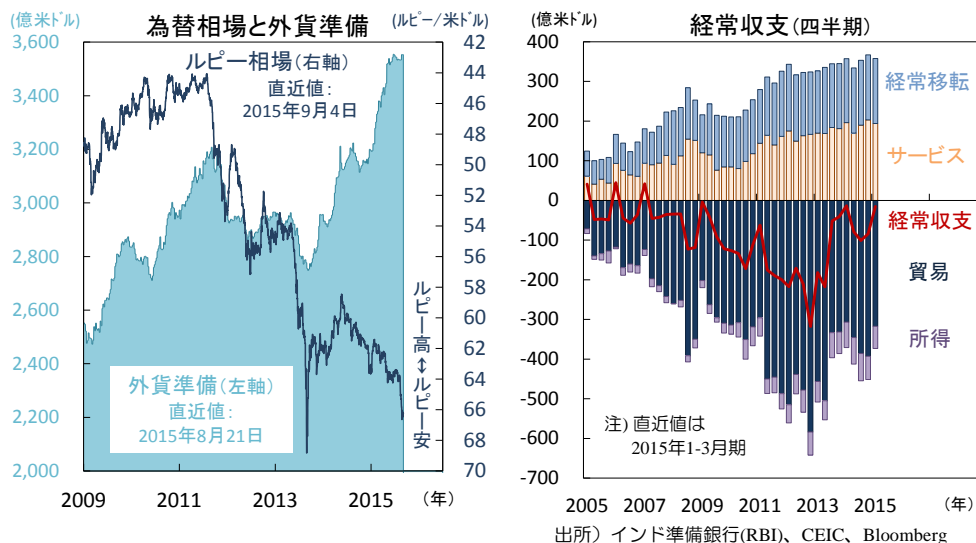 為替相場と外貨準備
(億米ドル)
(ルピー/米ドル)
3,600
3,400
3,200
3,000
2,800
2,600
2,400
2,200
2,000
42
44
46
48
50
52
54
56
58
60
62
64
66
68
70
ルピー相場(右軸)
直近値:
2015年9月4日
外貨準備(左軸)
直近値:
2015年8月21日
ルピー高↔ルピー安
2009
2011
2013
2015
(年)
経常収支(四半期)
(億米ドル)
400
300
200
100
0
-100
-200
-300
-400
-500
-600
-700
経常移転
サービス
経常収支
貿易
所得
注) 直近値は
2015年1-3月期
2005
2007
2009
2011
2013
2015
(年)
出所）インド準備銀行(RBI)、CEIC、Bloomberg